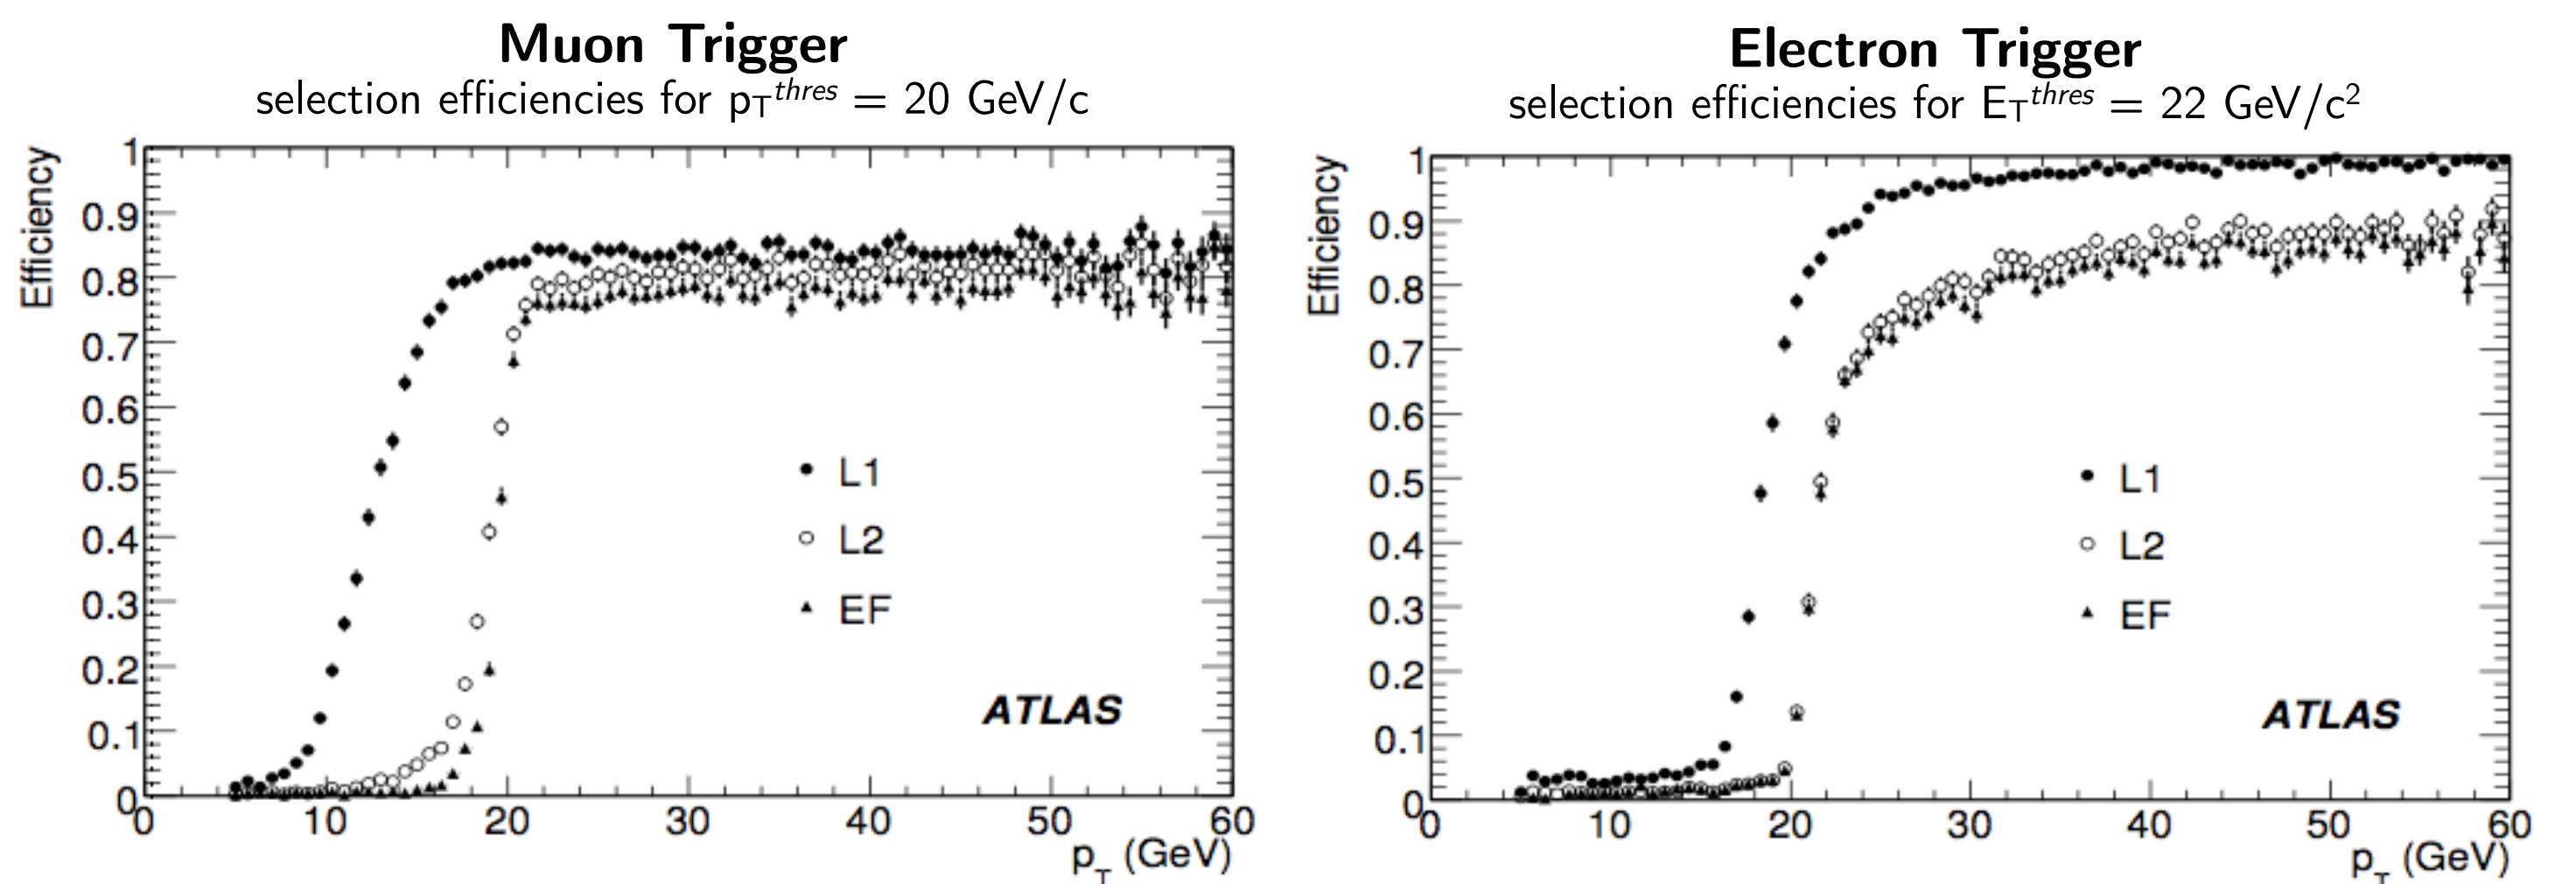 Muon Trigger
selection efficiencies for pT^thres = 20 GeV/c
Efficiency
1
0.9
0.8
0.7
0.6
0.5
0.4
0.3
0.2
0.1
0
0 10 20 30 40 50 60
pT (GeV)
L1
L2
EF
ATLAS
Electron Trigger
selection efficiencies for ET^thres = 22 GeV/c²
Efficiency
1
0.9
0.8
0.7
0.6
0.5
0.4
0.3
0.2
0.1
0
0 10 20 30 40 50 60
pT (GeV)
L1
L2
EF
ATLAS